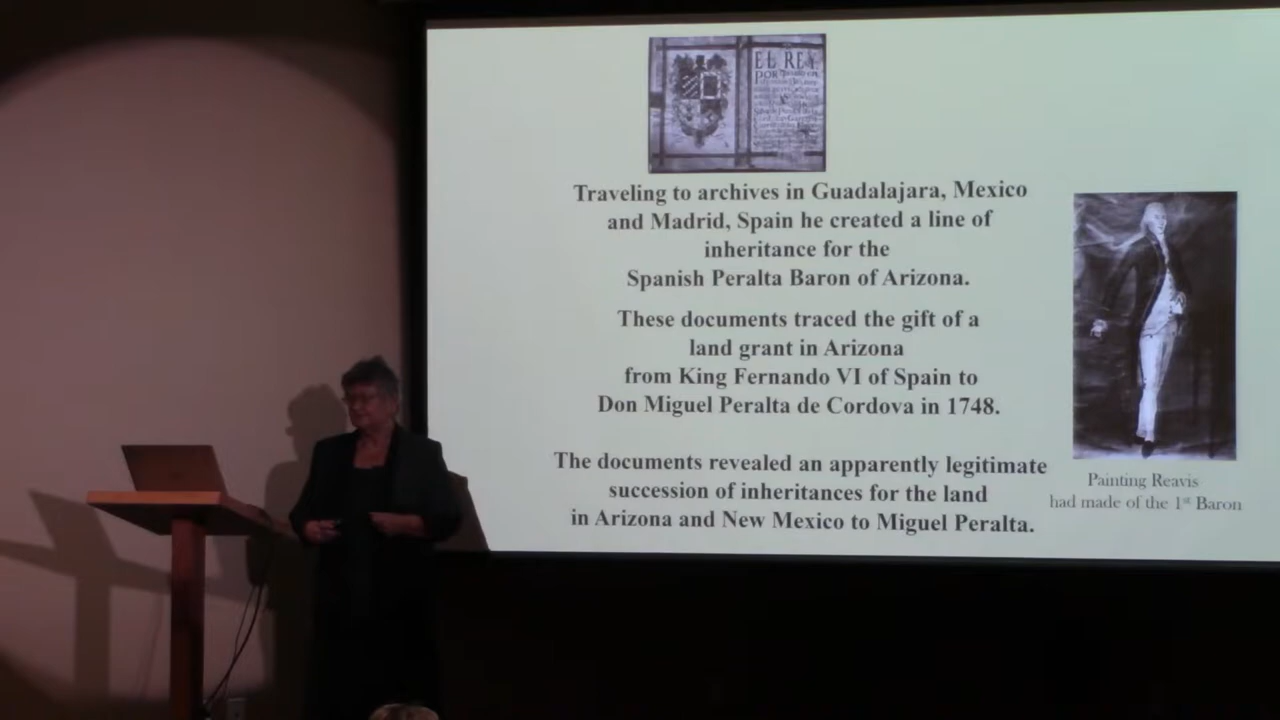 EL REY
POR
Traveling to archives in Guadalajara, Mexico
and Madrid, Spain he created a line of
inheritance for the
Spanish Peralta Baron of Arizona.
These documents traced the gift of a
land grant in Arizona
from King Fernando VI of Spain to
Don Miguel Peralta de Cordova in 1748.
The documents revealed an apparently legitimate
succession of inheritances for the land
in Arizona and New Mexico to Miguel Peralta.
Painting Reavis
had made of the 1st Baron